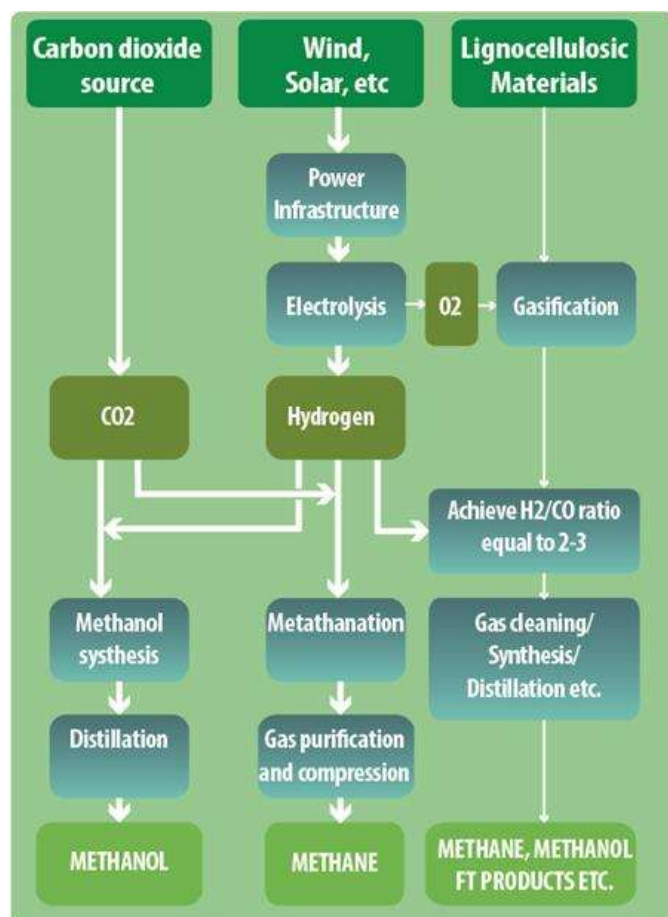 Carbon dioxide
source
Wind,
Solar, etc
Lignocellulosic
Materials
Power
Infrastructure
Electrolysis
O2
Gasification
CO2
Hydrogen
Achieve H2/CO ratio
equal to 2-3
Methanol
systhesis
Metathanation
Gas cleaning/
Synthesis/
Distillation etc.
Distillation
Gas purification
and compression
METHANOL
METHANE
METHANE, METHANOL
FT PRODUCTS ETC.